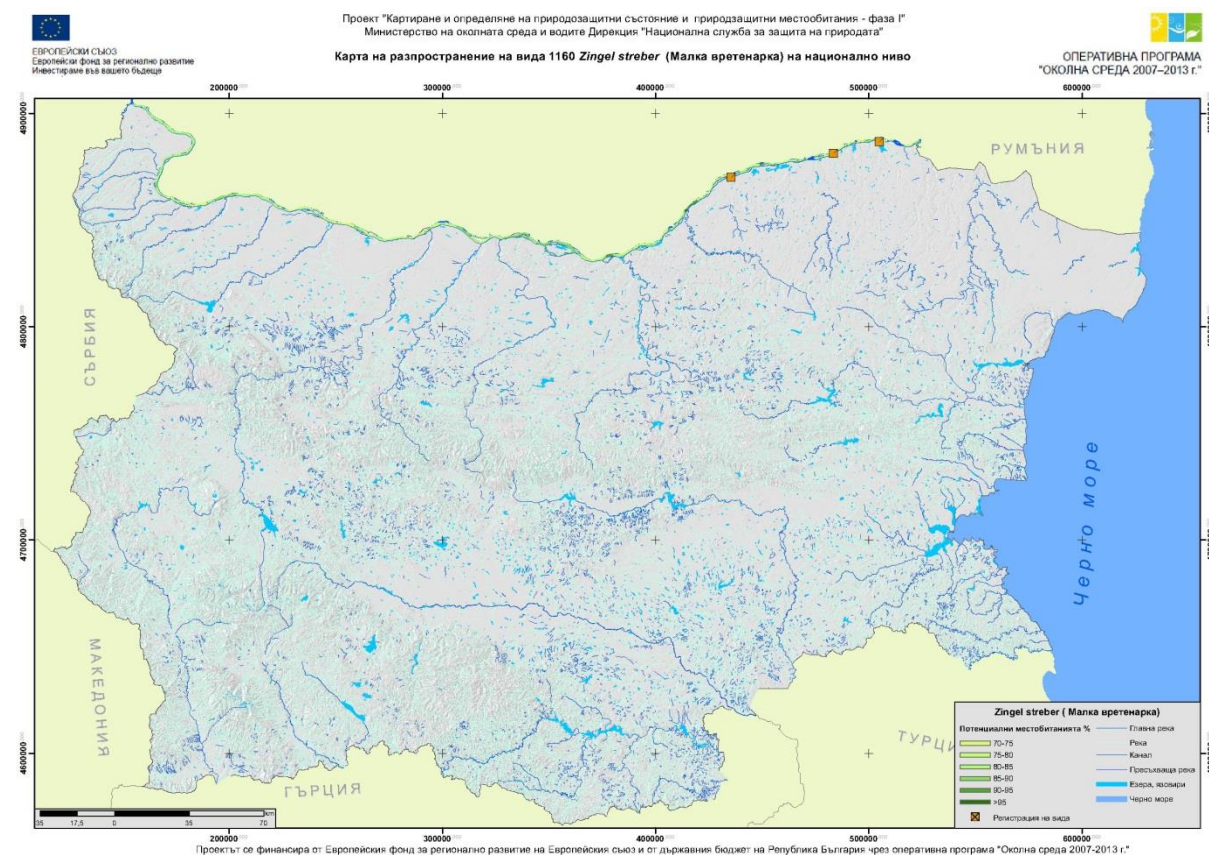 Проект "Картиране и определяне на природозащитни състояние и природзащитни местообитания - фаза I"
Министерство на околната среда и водите Дирекция "Национална служба за защита на природата"
Карта на разпространение на вида 1160 Zingel streber (Малка вретенарка) на национално ниво
ЕВРОПЕЙСКИ СЪЮЗ
Европейски фонд за регионално развитие
Инвестираме във вашето бъдеще
ОПЕРАТИВНА ПРОГРАМА
"ОКОЛНА СРЕДА 2007–2013 г."
200000 300000 400000 500000 600000
4900000
РУМЪНИЯ
СЪРБИЯ
4800000
Черно море
4700000
МАКЕДОНИЯ
4600000
ТУРЦИ
ГЪРЦИЯ
Zingel streber ( Малка вретенарка)
Потенциални местобитанията %
70-75
75-80
80-85
85-90
90-95
>95
Регистрация на вида
Главна река
Река
Канал
Пресъхваща река
Езера, язовири
Черно море
35 17,5 0 35 70
km
200000 300000 400000 500000 600000
Проектът се финансира от Европейския фонд за регионално развитие на Европейския съюз и от държавния бюджет на Република България чрез оперативна програма "Околна среда 2007-2013 г."